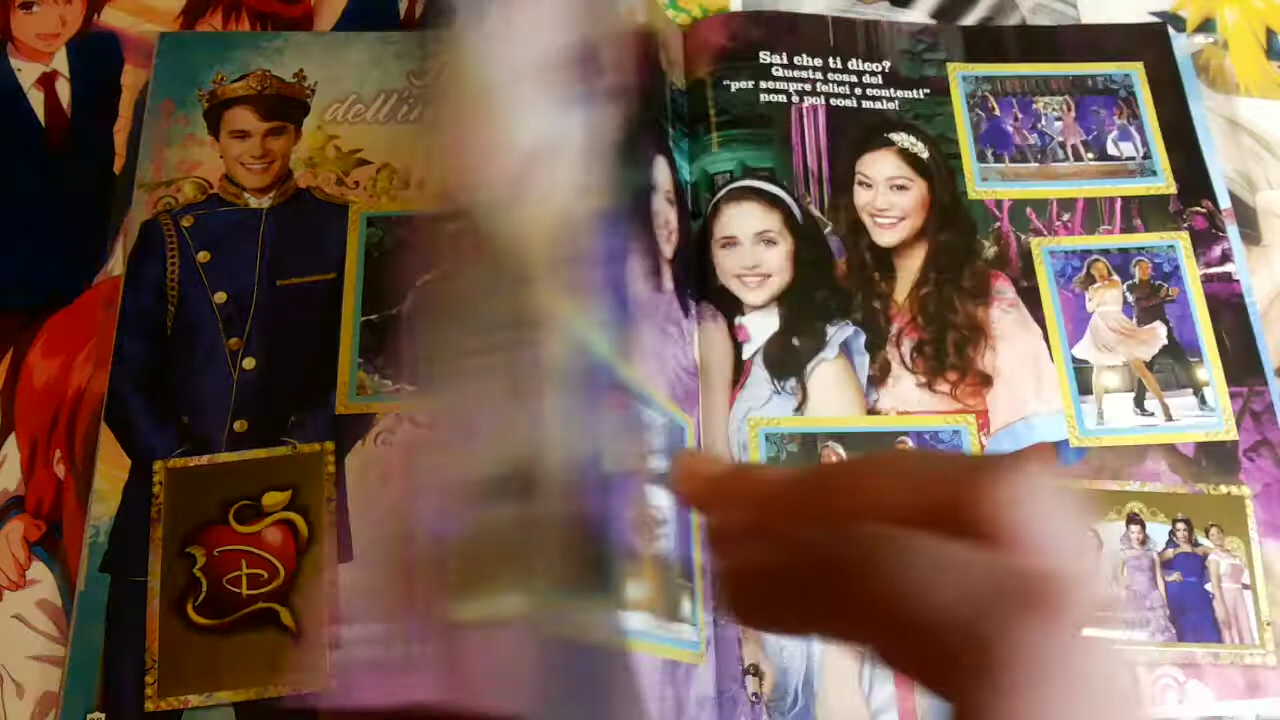 dell'in
Sai che ti dico?
Questa cosa del
"per sempre felici e contenti"
non è poi così male!
D